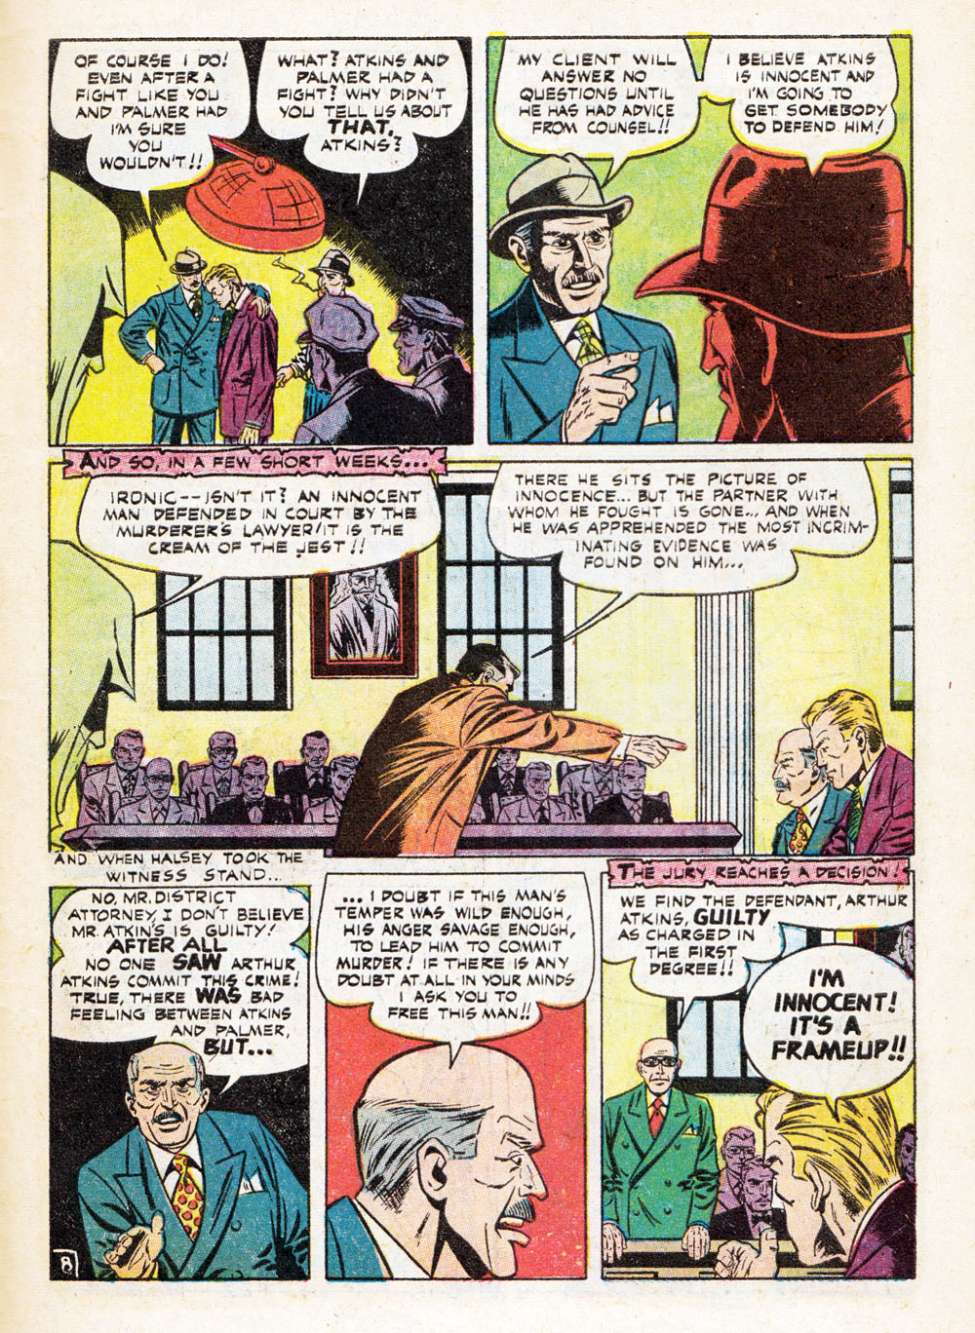 OF COURSE I DO!
EVEN AFTER A
FIGHT LIKE YOU
AND PALMER HAD
I'M SURE
YOU
WOULDN'T!!
WHAT? ATKINS AND
PALMER HAD A
FIGHT? WHY DIDN'T
YOU TELL US ABOUT
THAT,
ATKINS?
MY CLIENT WILL
ANSWER NO
QUESTIONS UNTIL
HE HAS HAD ADVICE
FROM COUNSEL!!
I BELIEVE ATKINS
IS INNOCENT AND
I'M GOING TO
GET SOMEBODY
TO DEFEND HIM!
AND SO, IN A FEW SHORT WEEKS...
IRONIC--ISN'T IT? AN INNOCENT
MAN DEFENDED IN COURT BY THE
MURDERER'S LAWYER! IT IS THE
CREAM OF THE JEST!!
THERE HE SITS THE PICTURE OF
INNOCENCE... BUT THE PARTNER WITH
WHOM HE FOUGHT IS GONE... AND WHEN
HE WAS APPREHENDED THE MOST INCRIM-
INATING EVIDENCE WAS
FOUND ON HIM...
AND WHEN HALSEY TOOK THE
WITNESS STAND...
NO, MR. DISTRICT
ATTORNEY, I DON'T BELIEVE
MR. ATKIN'S IS GUILTY!
AFTER ALL
NO ONE SAW ARTHUR
ATKINS COMMIT THIS CRIME!
TRUE, THERE WAS BAD
FEELING BETWEEN ATKINS
AND PALMER,
BUT...
... I DOUBT IF THIS MAN'S
TEMPER WAS WILD ENOUGH,
HIS ANGER SAVAGE ENOUGH,
TO LEAD HIM TO COMMIT
MURDER! IF THERE IS ANY
DOUBT AT ALL IN YOUR MINDS
I ASK YOU TO
FREE THIS MAN!!
THE JURY REACHES A DECISION!
WE FIND THE DEFENDANT, ARTHUR
ATKINS, GUILTY
AS CHARGED IN
THE FIRST
DEGREE!!
I'M
INNOCENT!
IT'S A
FRAMEUP!!
8